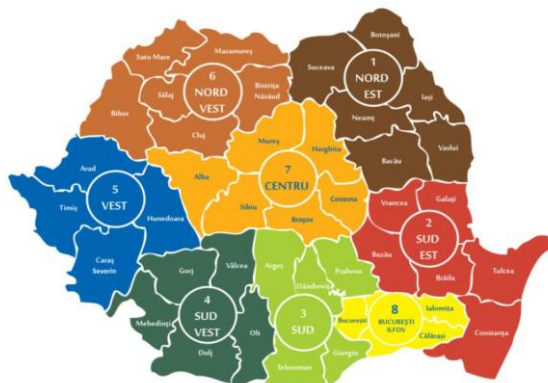 Satu Mare
Maramureș
6
NORD
VEST
Sălaj
Bistrița
Năsăud
Bihor
Cluj
Botoșani
Suceava
1
NORD
EST
Iași
Neamț
Vaslui
Bacău
Mureș
Harghita
7
CENTRU
Alba
Sibiu
Covasna
Brașov
Arad
5
VEST
Timiș
Hunedoara
Caraș
Severin
Vrancea
Galați
2
SUD
EST
Buzău
Brăila
Tulcea
Constanța
Gorj
Vâlcea
4
SUD
VEST
Mehedinți
Olt
Dolj
Argeș
Prahova
Dâmbovița
3
SUD
Teleorman
Giurgiu
București
8
BUCUREȘTI
ILFOV
Ialomița
Călărași